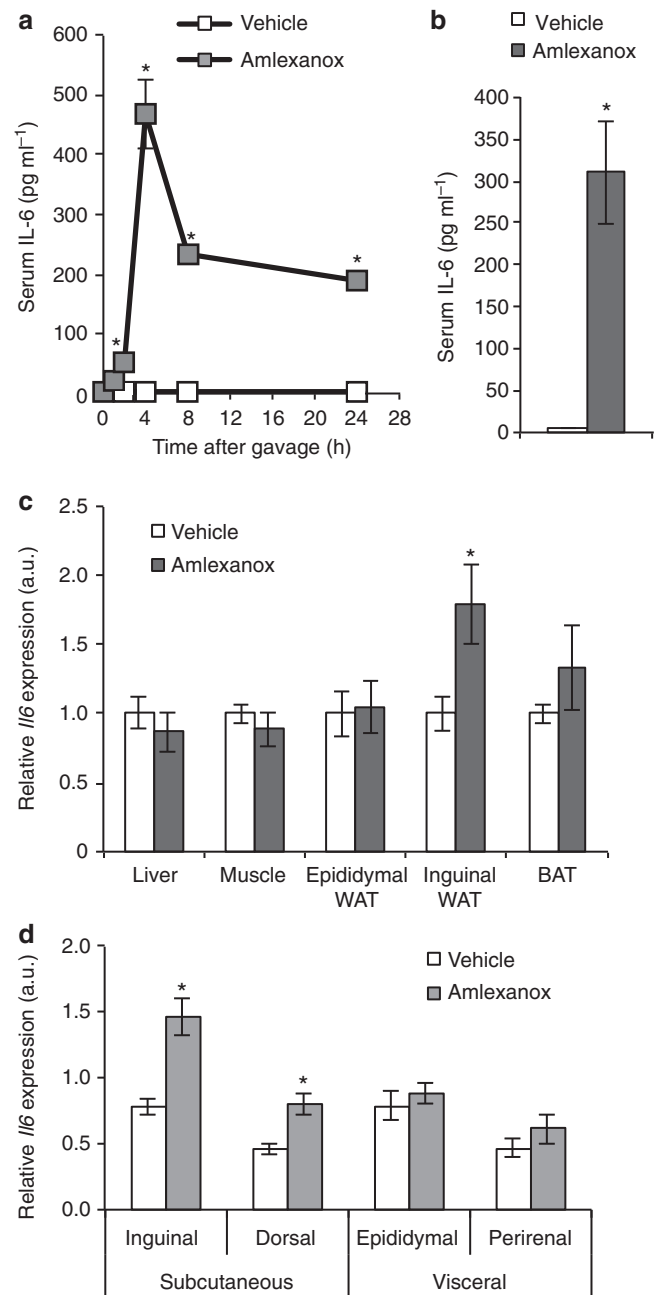 a
Vehicle
Amlexanox
Serum IL-6 (pg ml⁻¹)
600
500
400
300
200
100
0
*
*
*
*
0 4 8 12 16 20 24 28
Time after gavage (h)
b
Vehicle
Amlexanox
Serum IL-6 (pg ml⁻¹)
400
350
300
250
200
150
100
50
0
*
c
Vehicle
Amlexanox
Relative Il6 expression (a.u.)
2.5
2.0
1.5
1.0
0.5
0
*
Liver Muscle Epididymal Inguinal BAT
WAT WAT
d
Vehicle
Amlexanox
Relative Il6 expression (a.u.)
2.0
1.5
1.0
0.5
0.0
*
*
Inguinal Dorsal Epididymal Perirenal
Subcutaneous Visceral